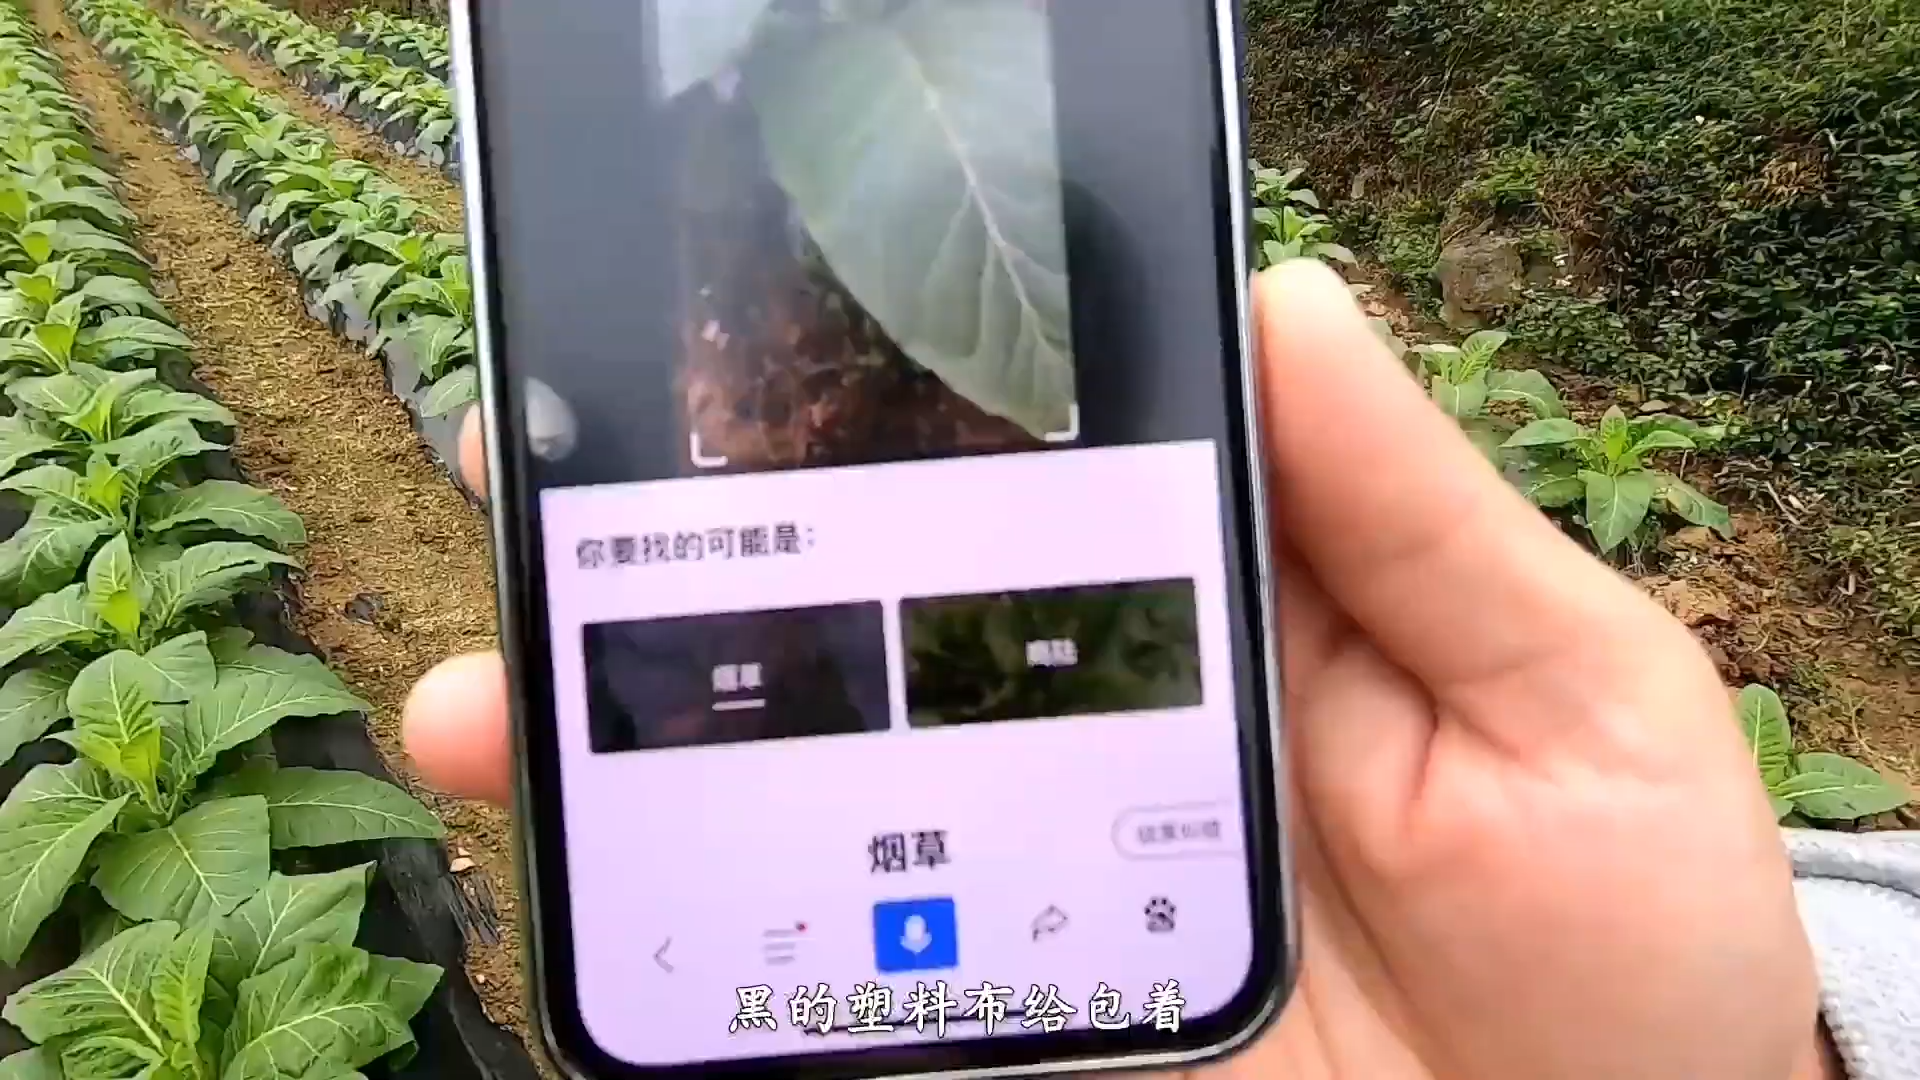 你要找的可能是：
烟草
烟草
黑的塑料布给包着